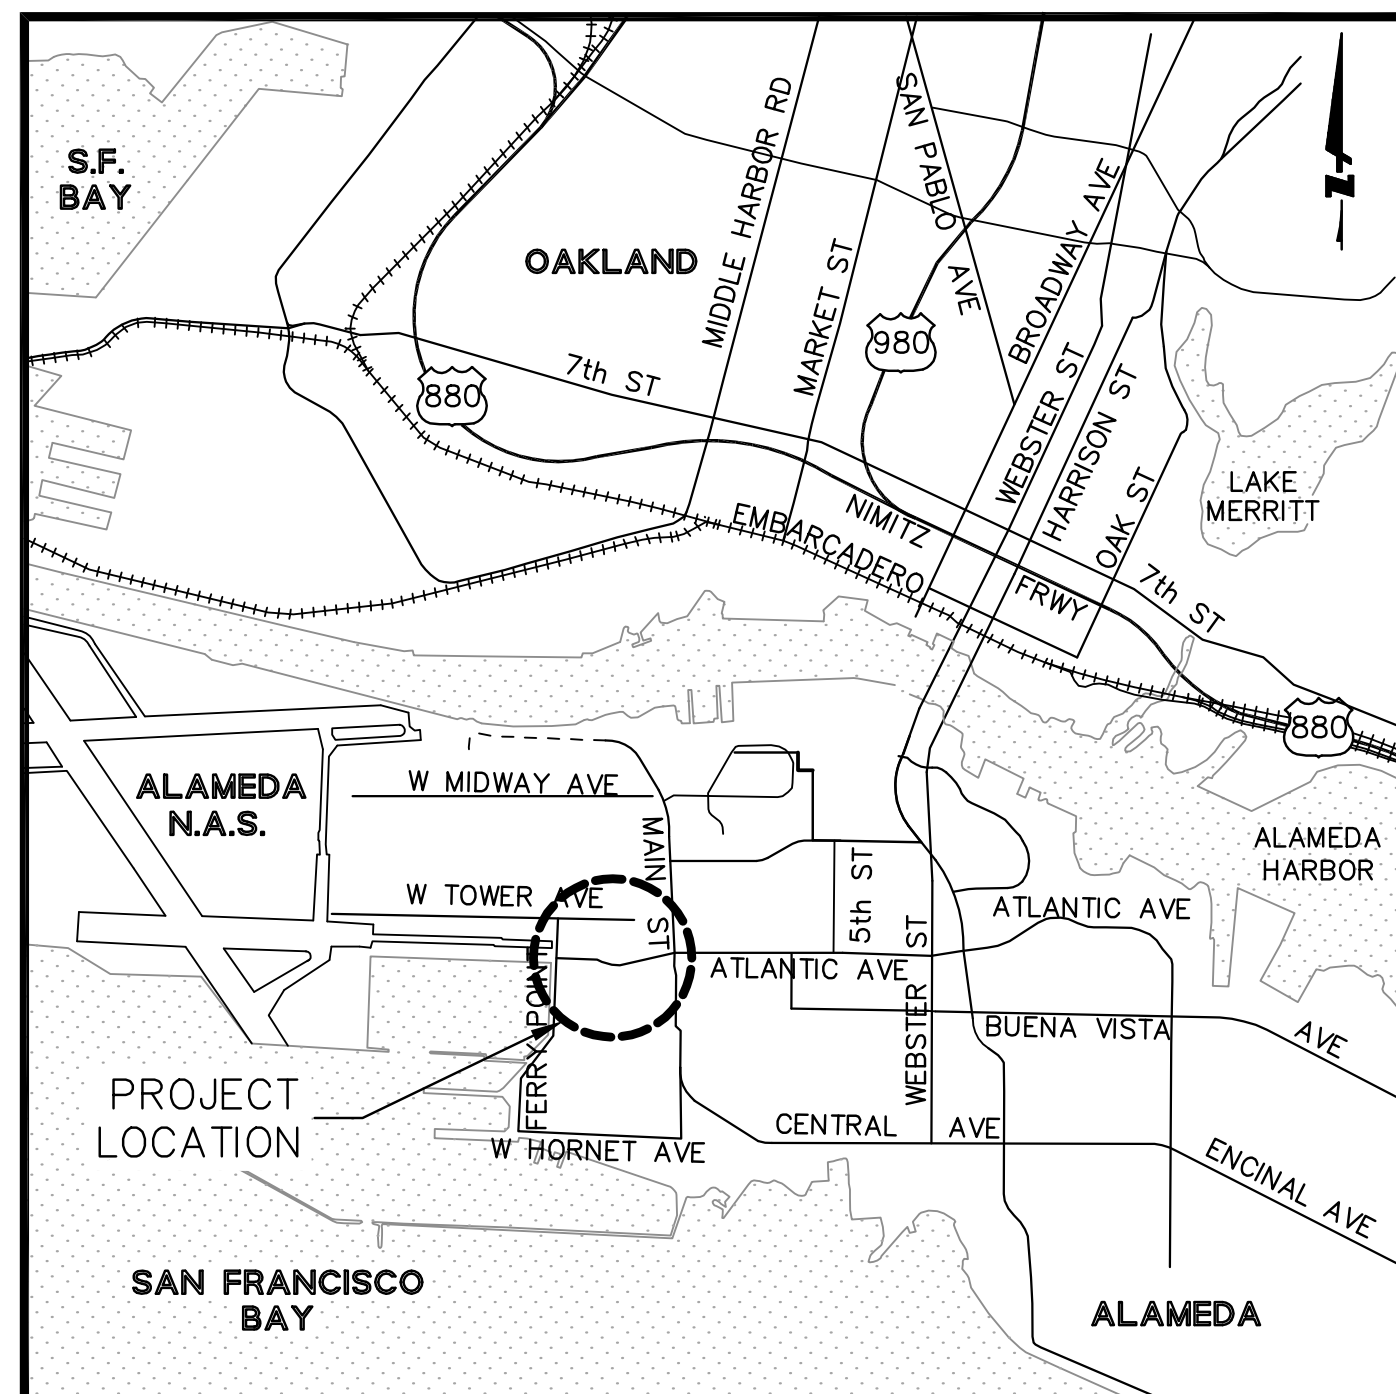 S.F.
BAY
OAKLAND
MIDDLE HARBOR RD
MARKET ST
SAN PABLO
AVE
BROADWAY AVE
980
880
7th ST
WEBSTER ST
HARRISON ST
OAK ST
LAKE
MERRITT
NIMITZ
FRWY
EMBARCADERO
7th ST
880
ALAMEDA
N.A.S.
W MIDWAY AVE
MAIN
ST
W TOWER AVE
5th ST
WEBSTER ST
WEBSTER
ATLANTIC AVE
ATLANTIC AVE
ALAMEDA
HARBOR
BUENA VISTA
AVE
FERRY POINT
PROJECT
LOCATION
W HORNET AVE
CENTRAL AVE
ENCINAL AVE
SAN FRANCISCO
BAY
ALAMEDA